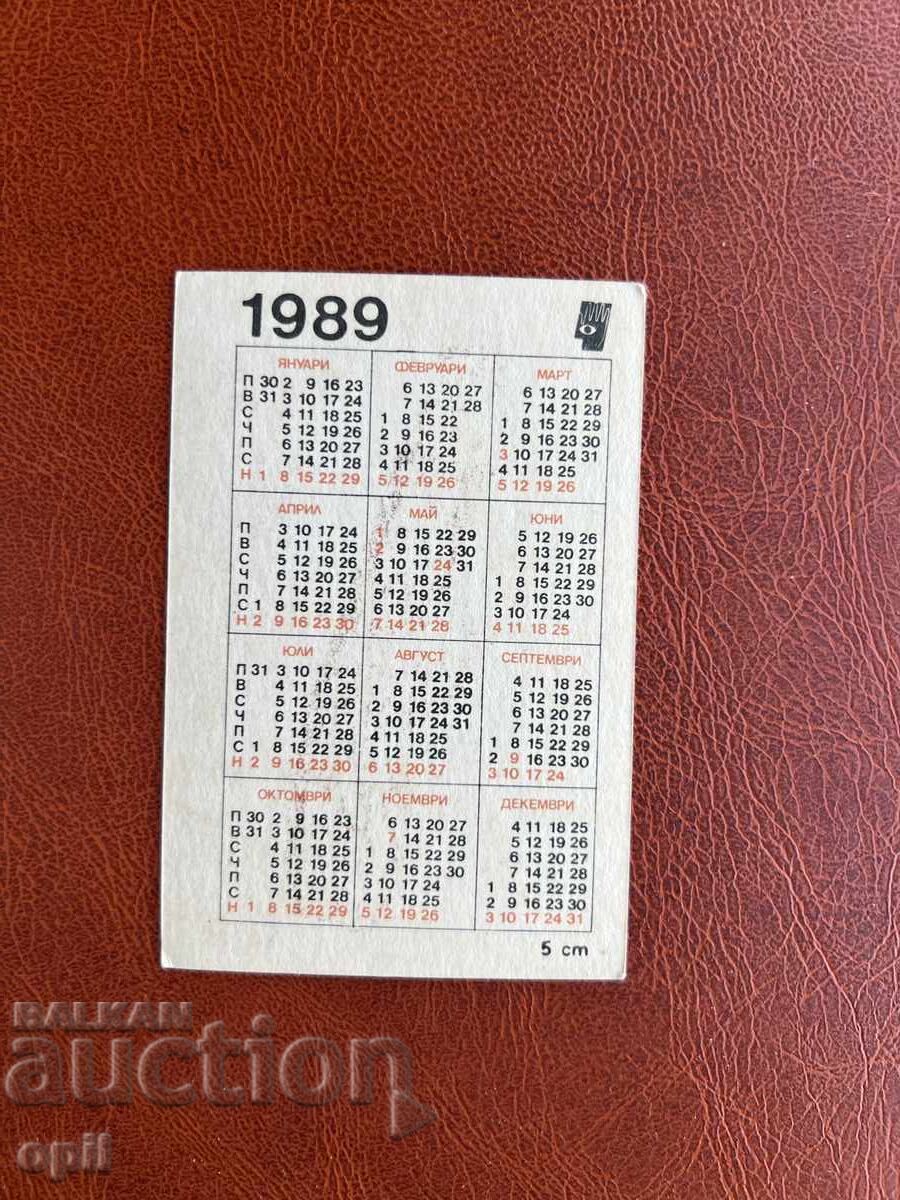 1989
ЯНУАРИ
П 30 2 9 16 23
В 31 3 10 17 24
С 4 11 18 25
Ч 5 12 19 26
П 6 13 20 27
С 7 14 21 28
Н 1 8 15 22 29
ФЕВРУАРИ
6 13 20 27
7 14 21 28
1 8 15 22
2 9 16 23
3 10 17 24
4 11 18 25
5 12 19 26
МАРТ
6 13 20 27
7 14 21 28
1 8 15 22 29
2 9 16 23 30
3 10 17 24 31
4 11 18 25
5 12 19 26
АПРИЛ
П 3 10 17 24
В 4 11 18 25
С 5 12 19 26
Ч 6 13 20 27
П 7 14 21 28
С 1 8 15 22 29
Н 2 9 16 23 30
МАЙ
1 8 15 22 29
2 9 16 23 30
3 10 17 24 31
4 11 18 25
5 12 19 26
6 13 20 27
7 14 21 28
ЮНИ
5 12 19 26
6 13 20 27
7 14 21 28
1 8 15 22 29
2 9 16 23 30
3 10 17 24
4 11 18 25
ЮЛИ
П 31 3 10 17 24
В 4 11 18 25
С 5 12 19 26
Ч 6 13 20 27
П 7 14 21 28
С 1 8 15 22 29
Н 2 9 16 23 30
АВГУСТ
7 14 21 28
1 8 15 22 29
2 9 16 23 30
3 10 17 24 31
4 11 18 25
5 12 19 26
6 13 20 27
СЕПТЕМВРИ
4 11 18 25
5 12 19 26
6 13 20 27
7 14 21 28
1 8 15 22 29
2 9 16 23 30
3 10 17 24
ОКТОМВРИ
П 30 2 9 16 23
В 31 3 10 17 24
С 4 11 18 25
Ч 5 12 19 26
П 6 13 20 27
С 7 14 21 28
Н 1 8 15 22 29
НОЕМВРИ
6 13 20 27
7 14 21 28
1 8 15 22 29
2 9 16 23 30
3 10 17 24
4 11 18 25
5 12 19 26
ДЕКЕМВРИ
4 11 18 25
5 12 19 26
6 13 20 27
7 14 21 28
1 8 15 22 29
2 9 16 23 30
3 10 17 24 31
5 cm
BALKAN
auction
opil